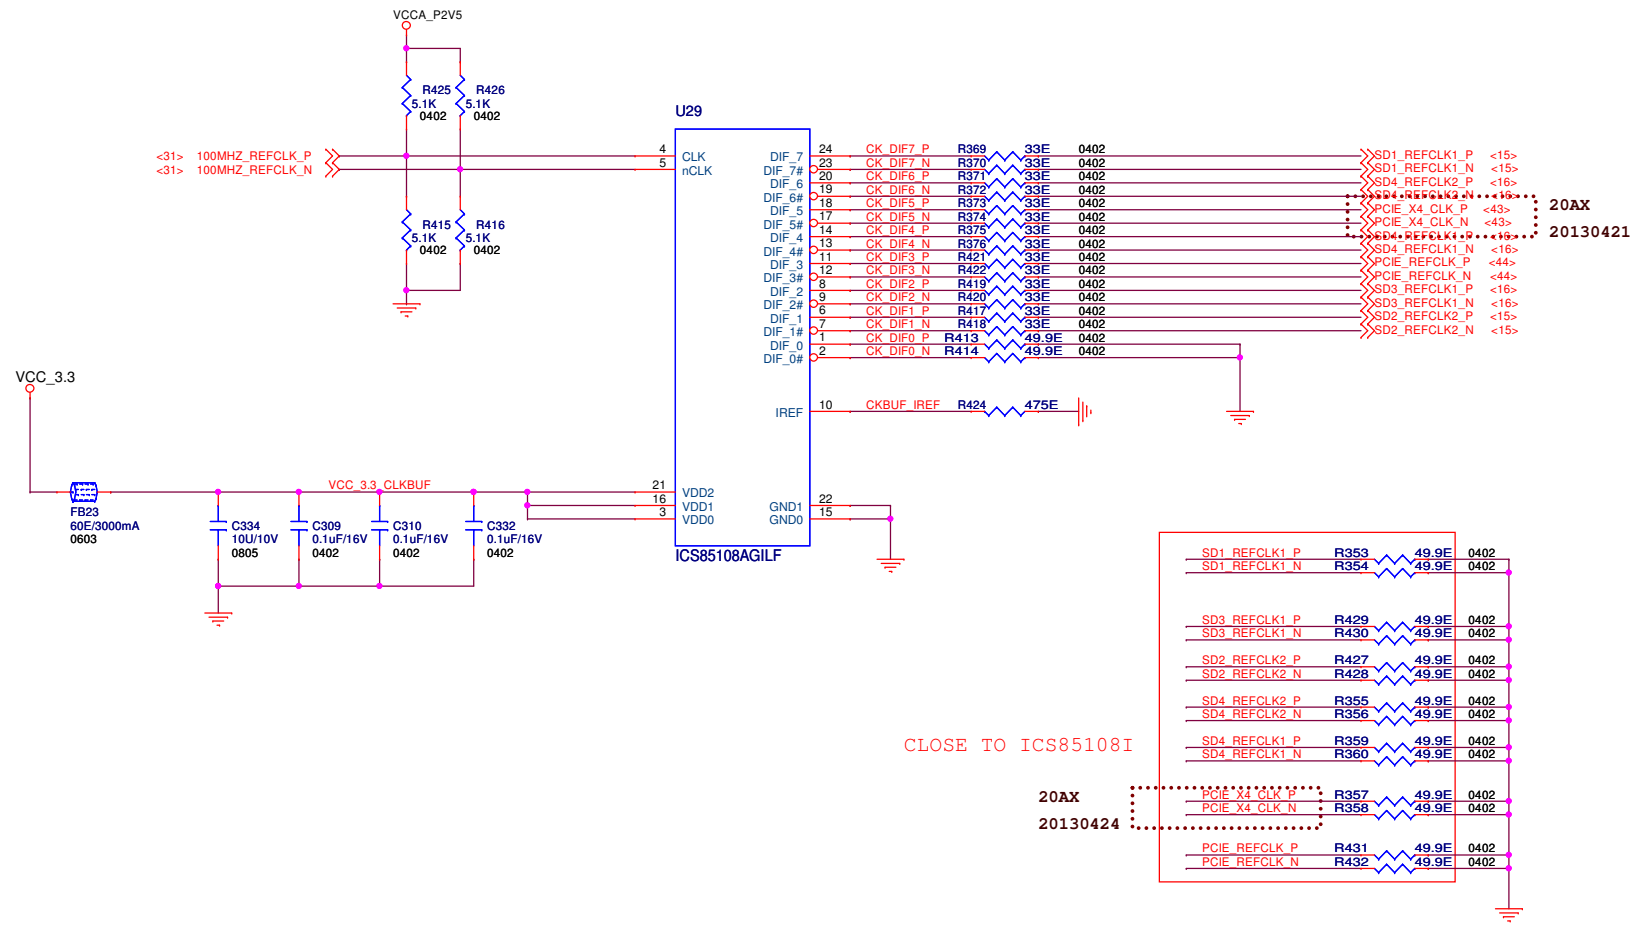 VCCA_P2V5
R425 R426
5.1K 5.1K
0402 0402
U29
<31> 100MHZ_REFCLK_P
<31> 100MHZ_REFCLK_N
4 CLK
5 nCLK
R415 R416
5.1K 5.1K
0402 0402
DIF_7 24 CK_DIF7_P R369 33E 0402 SD1_REFCLK1_P <15>
DIF_7# 23 CK_DIF7_N R370 33E 0402 SD1_REFCLK1_N <15>
DIF_6 20 CK_DIF6_P R371 33E 0402 SD4_REFCLK2_P <16>
DIF_6# 19 CK_DIF6_N R372 33E 0402 SD4_REFCLK2_N <16>
DIF_5 18 CK_DIF5_P R373 33E 0402 PCIE_X4_CLK_P <43>
DIF_5# 17 CK_DIF5_N R374 33E 0402 PCIE_X4_CLK_N <43>
DIF_4 14 CK_DIF4_P R375 33E 0402 SD4_REFCLK1_P <16>
DIF_4# 13 CK_DIF4_N R376 33E 0402 SD4_REFCLK1_N <16>
DIF_3 11 CK_DIF3_P R421 33E 0402 PCIE_REFCLK_P <44>
DIF_3# 12 CK_DIF3_N R422 33E 0402 PCIE_REFCLK_N <44>
DIF_2 8 CK_DIF2_P R419 33E 0402 SD3_REFCLK1_P <16>
DIF_2# 9 CK_DIF2_N R420 33E 0402 SD3_REFCLK1_N <16>
DIF_1 6 CK_DIF1_P R417 33E 0402 SD2_REFCLK2_P <15>
DIF_1# 7 CK_DIF1_N R418 33E 0402 SD2_REFCLK2_N <15>
DIF_0 1 CK_DIF0_P R413 49.9E 0402
DIF_0# 2 CK_DIF0_N R414 49.9E 0402
20AX
20130421
IREF 10 CKBUF_IREF R424 475E
VCC_3.3
FB23
60E/3000mA
0603
VCC_3.3_CLKBUF
C334 C309 C310 C332
10U/10V 0.1uF/16V 0.1uF/16V 0.1uF/16V
0805 0402 0402 0402
21 VDD2
16 VDD1
3 VDD0
GND1 22
GND0 15
ICS85108AGILF
SD1_REFCLK1_P R353 49.9E 0402
SD1_REFCLK1_N R354 49.9E 0402
SD3_REFCLK1_P R429 49.9E 0402
SD3_REFCLK1_N R430 49.9E 0402
SD2_REFCLK2_P R427 49.9E 0402
SD2_REFCLK2_N R428 49.9E 0402
SD4_REFCLK2_P R355 49.9E 0402
SD4_REFCLK2_N R356 49.9E 0402
SD4_REFCLK1_P R359 49.9E 0402
SD4_REFCLK1_N R360 49.9E 0402
CLOSE TO ICS85108I
PCIE_X4_CLK_P R357 49.9E 0402
PCIE_X4_CLK_N R358 49.9E 0402
20AX
20130424
PCIE_REFCLK_P R431 49.9E 0402
PCIE_REFCLK_N R432 49.9E 0402